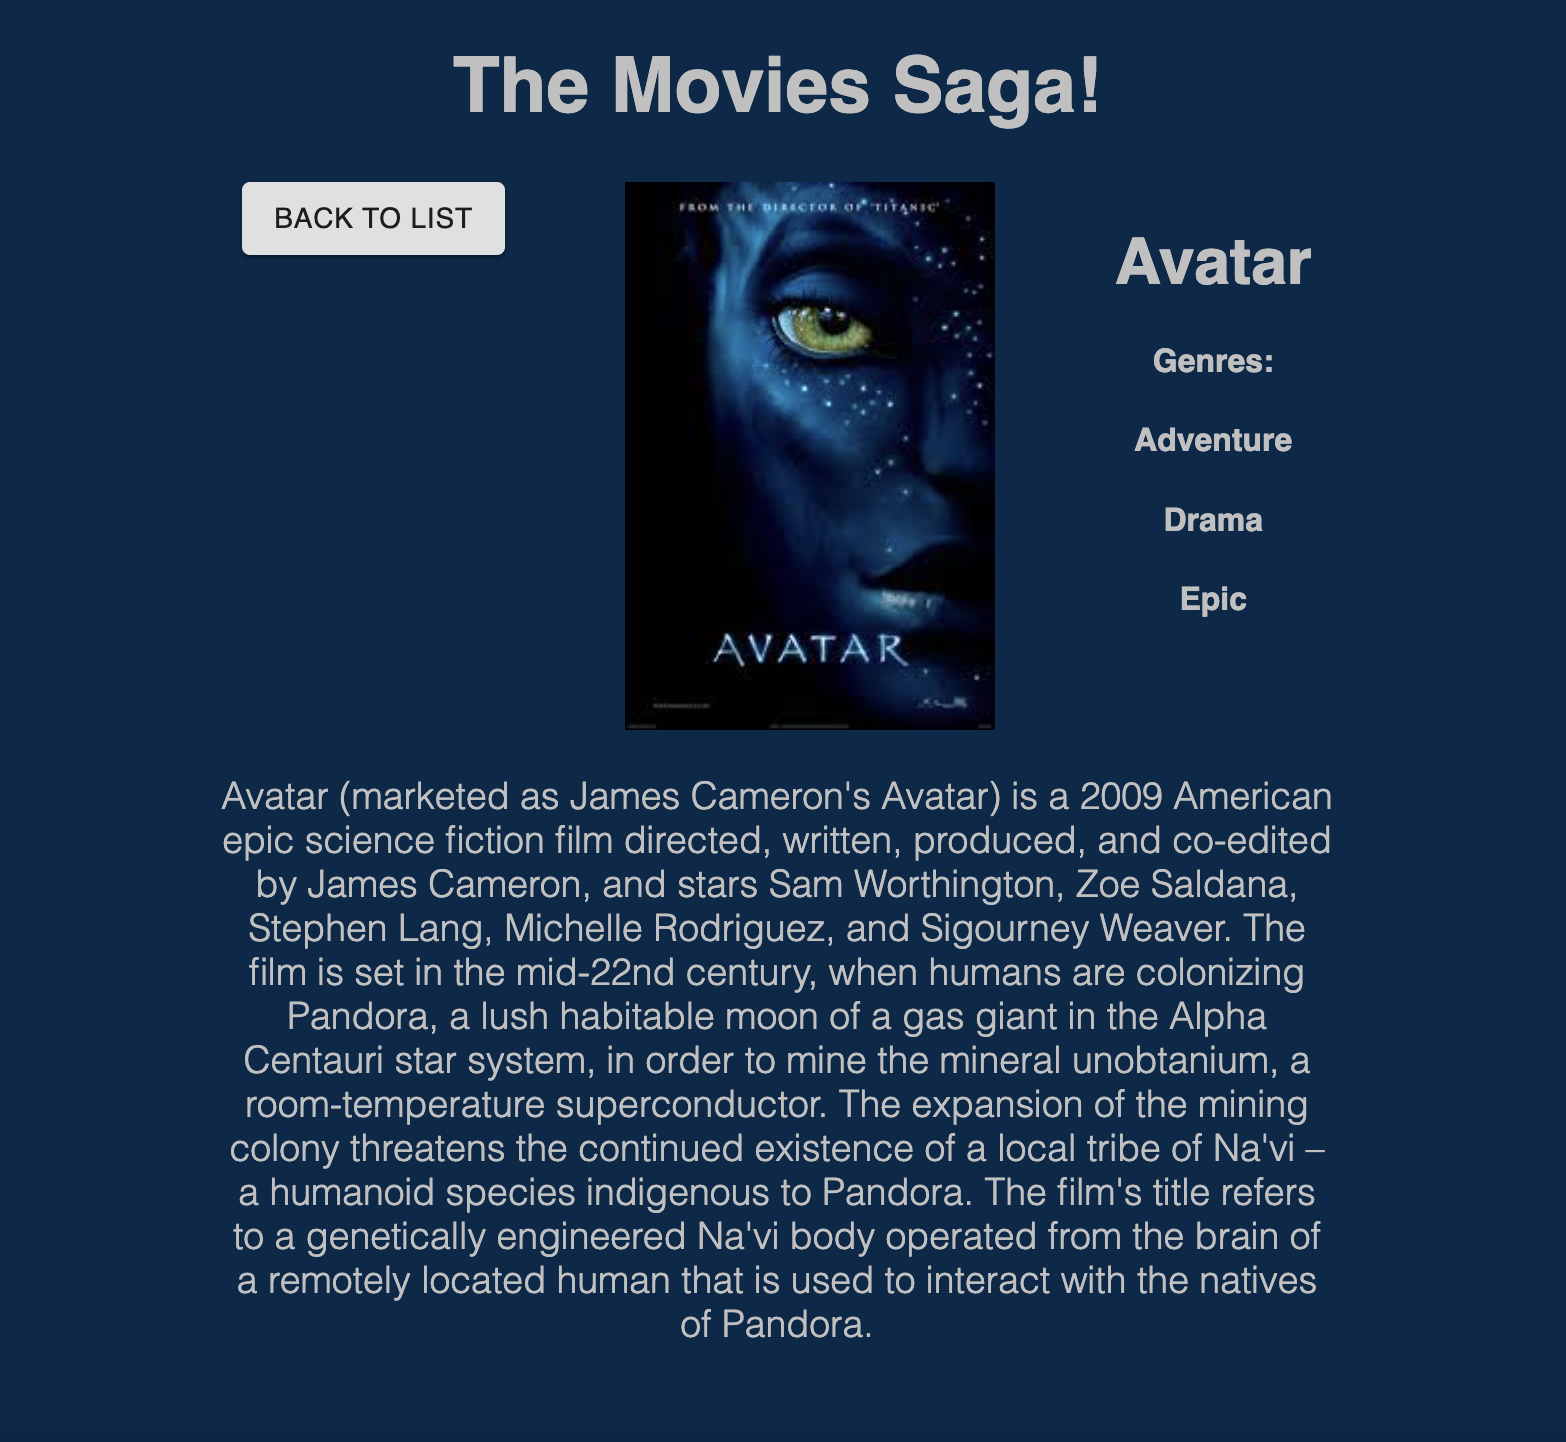 The Movies Saga!
BACK TO LIST
FROM THE DIRECTOR OF 'TITANIC'
AVATAR
Avatar
Genres:
Adventure
Drama
Epic
Avatar (marketed as James Cameron's Avatar) is a 2009 American
epic science fiction film directed, written, produced, and co-edited
by James Cameron, and stars Sam Worthington, Zoe Saldana,
Stephen Lang, Michelle Rodriguez, and Sigourney Weaver. The
film is set in the mid-22nd century, when humans are colonizing
Pandora, a lush habitable moon of a gas giant in the Alpha
Centauri star system, in order to mine the mineral unobtanium, a
room-temperature superconductor. The expansion of the mining
colony threatens the continued existence of a local tribe of Na'vi –
a humanoid species indigenous to Pandora. The film's title refers
to a genetically engineered Na'vi body operated from the brain of
a remotely located human that is used to interact with the natives
of Pandora.